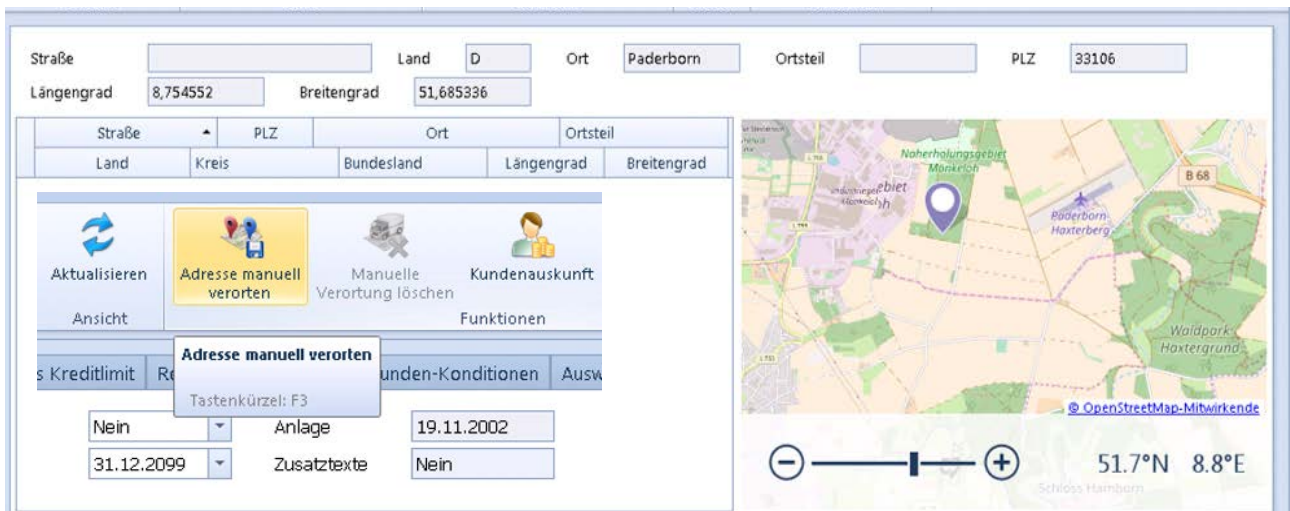 Straße Land D Ort Paderborn Ortsteil PLZ 33106
Längengrad 8,754552 Breitengrad 51,685336
Straße PLZ Ort Ortsteil
Land Kreis Bundesland Längengrad Breitengrad
Aktualisieren
Adresse manuell verorten
Manuelle Verortung löschen
Kundenauskunft
Ansicht
Funktionen
Adresse manuell verorten
Tastenkürzel: F3
s Kreditlimit
unden-Konditionen
Nein Anlage 19.11.2002
31.12.2099 Zusatztexte Nein
Naherholungsgebiet
Mönkeloh
B 68
Paderborn-
Haxterberg
Waldpark
Haxtergrund
© OpenStreetMap-Mitwirkende
51.7°N 8.8°E
Schloss Hamborn